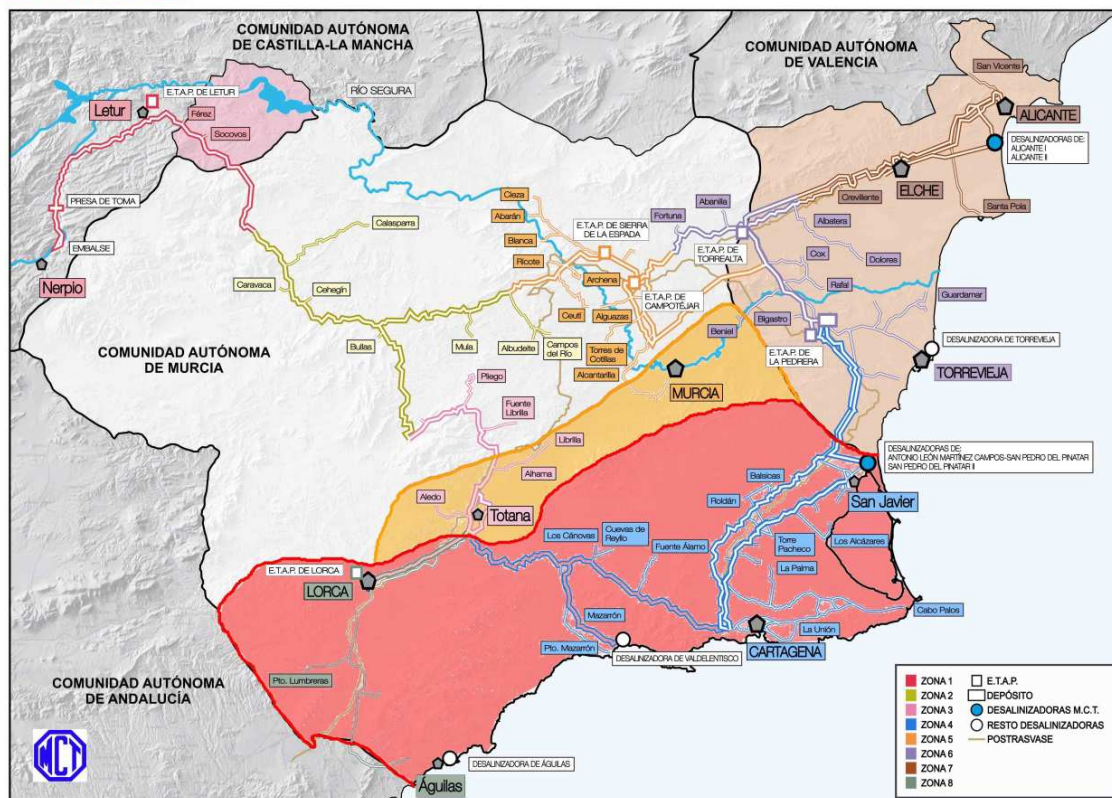 COMUNIDAD AUTÓNOMA
DE CASTILLA-LA MANCHA
COMUNIDAD AUTÓNOMA
DE VALENCIA
San Vicente
E.T.A.P. DE LETUR
RÍO SEGURA
Letur
Férez
Socovos
ALICANTE
DESALINIZADORAS DE:
ALICANTE I
ALICANTE II
ELCHE
PRESA DE TOMA
Crevillente
Santa Pola
Cieza
Abanilla
Fortuna
Abarán
Albatera
Calasparra
E.T.A.P. DE SIERRA
DE LA ESPADA
EMBALSE
Blanca
E.T.A.P. DE
TORREALTA
Cox
Dolores
Ricote
Nerpio
Caravaca
Cehegín
Archena
Rafal
E.T.A.P. DE
CAMPOTÉJAR
Guardamar
Ceutí
Alguazas
Bigastro
Beniel
DESALINIZADORA DE TORREVIEJA
Bullas
Mula
Albudeite
Campos
del Río
Torres de
Cotillas
E.T.A.P. DE
LA PEDRERA
COMUNIDAD AUTÓNOMA
DE MURCIA
Alcantarilla
TORREVIEJA
Pliego
MURCIA
Fuente
Librilla
Librilla
DESALINIZADORAS DE:
ANTONIO LEÓN MARTÍNEZ CAMPOS-SAN PEDRO DEL PINATAR
SAN PEDRO DEL PINATAR II
Alhama
Balsicas
Aledo
Roldán
San Javier
Totana
Los Cánovas
Cuevas de
Reyllo
Fuente Álamo
Torre
Pacheco
Los Alcázares
E.T.A.P. DE LORCA
La Palma
LORCA
Mazarrón
Cabo Palos
La Unión
Pto. Mazarrón
CARTAGENA
DESALINIZADORA DE VALDELENTISCO
Pto. Lumbreras
COMUNIDAD AUTÓNOMA
DE ANDALUCÍA
MCT
DESALINIZADORA DE ÁGUILAS
Águilas
ZONA 1
ZONA 2
ZONA 3
ZONA 4
ZONA 5
ZONA 6
ZONA 7
ZONA 8
E.T.A.P.
DEPÓSITO
DESALINIZADORAS M.C.T.
RESTO DESALINIZADORAS
POSTRASVASE